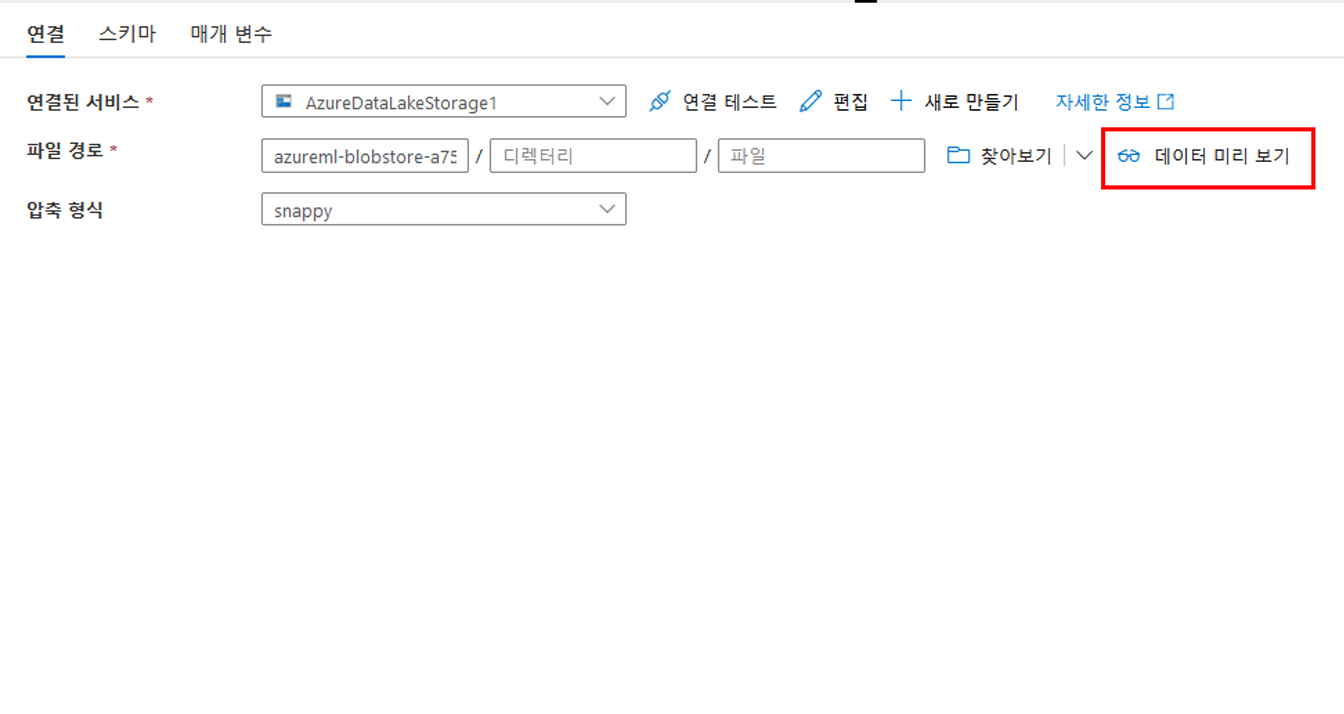 연결 스키마 매개 변수
연결된 서비스 * AzureDataLakeStorage1 연결 테스트 편집 새로 만들기 자세한 정보
파일 경로 * azureml-blobstore-a75 / 디렉터리 / 파일 찾아보기 데이터 미리 보기
압축 형식 snappy